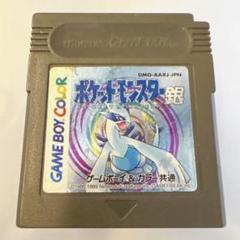 Nintendo GAME BOY
DMG-AAXJ-JPN
ポケットモンスター 銀
GAME BOY COLOR
ゲームボーイ&カラー共通